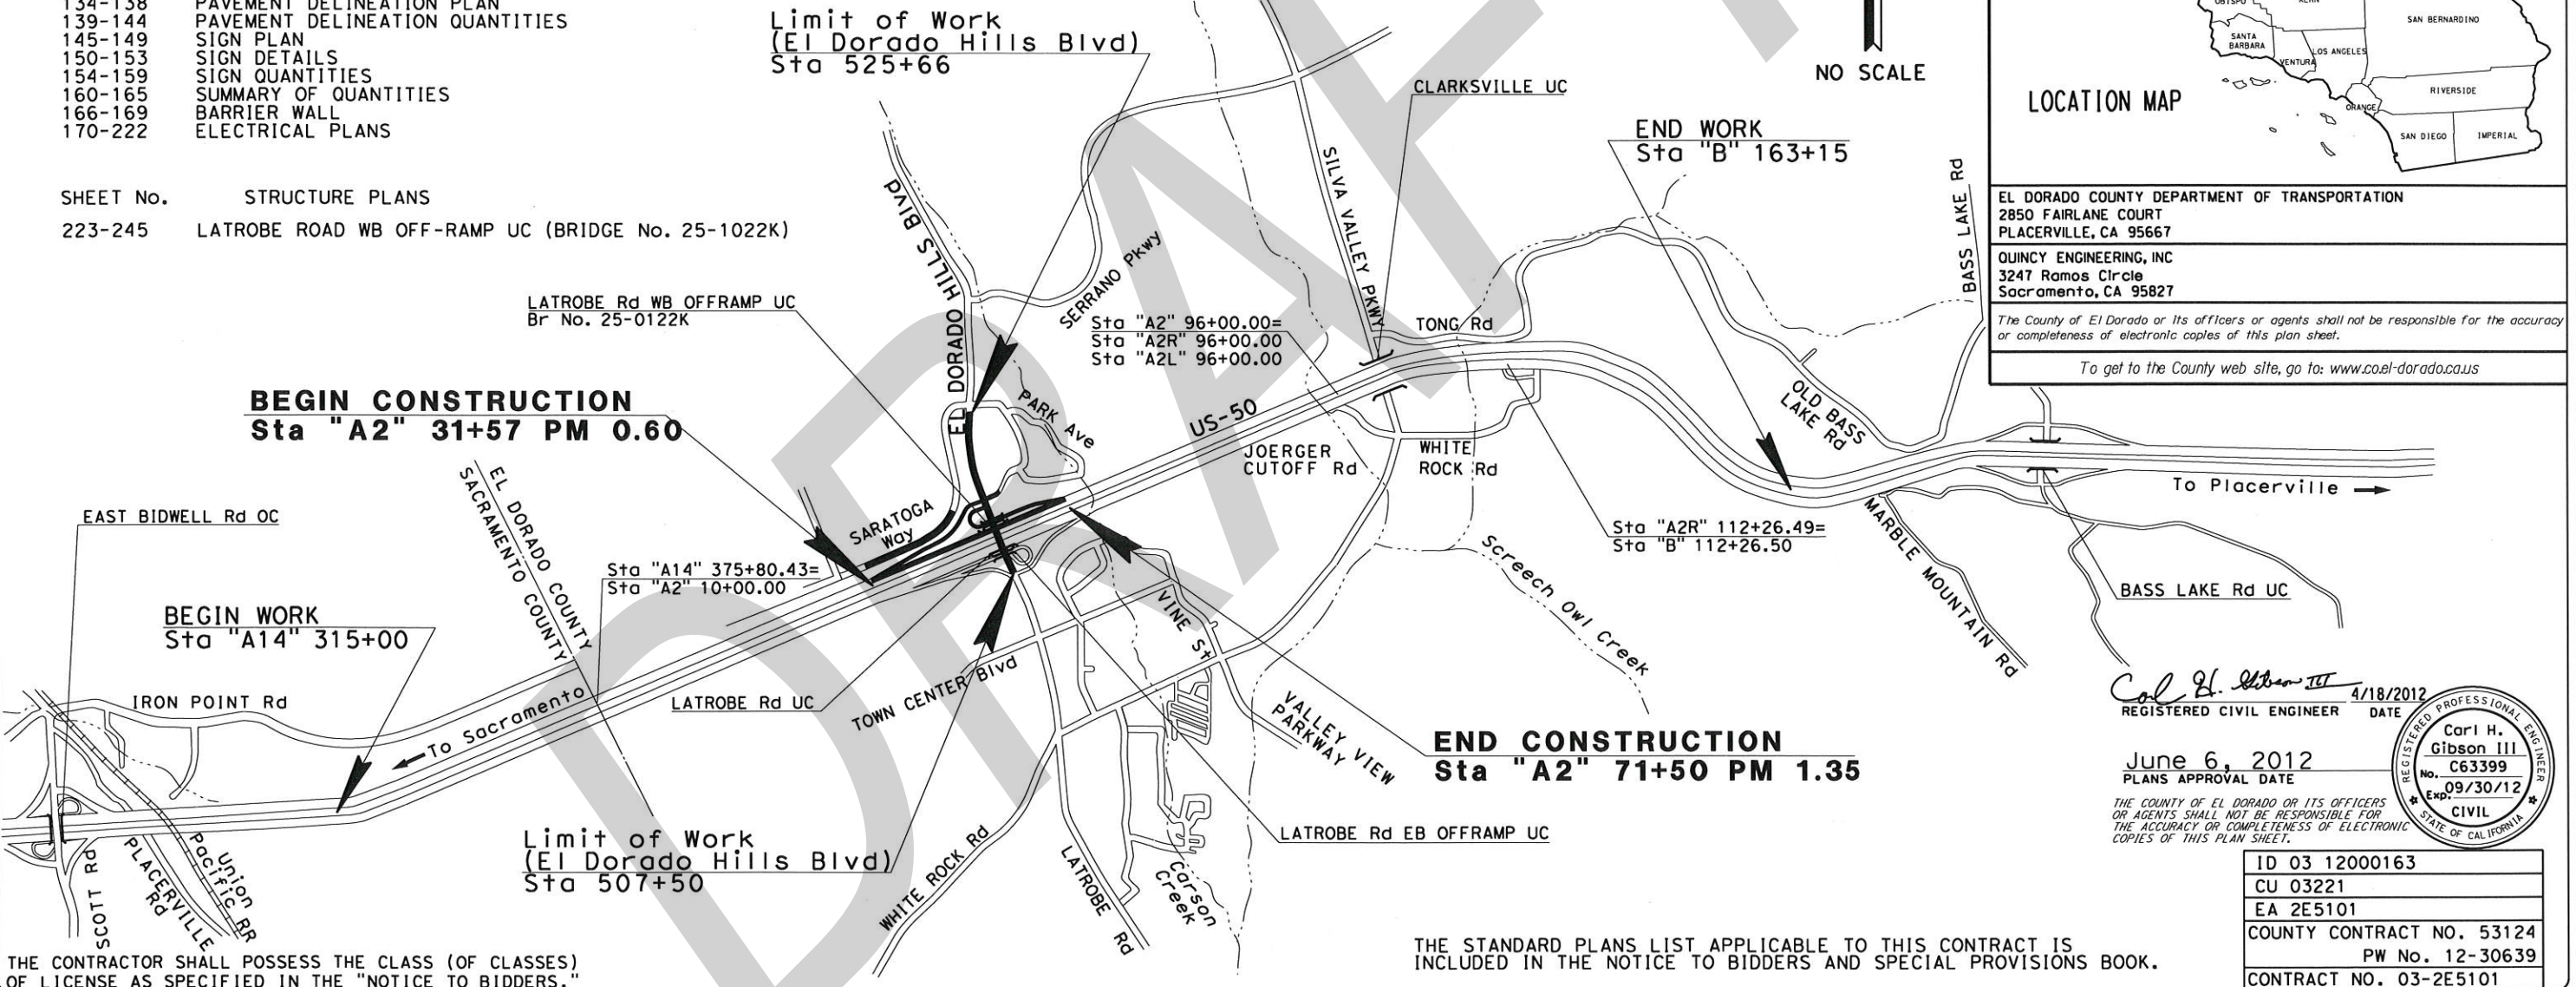 134-138 PAVEMENT DELINEATION PLAN
139-144 PAVEMENT DELINEATION QUANTITIES
145-149 SIGN PLAN
150-153 SIGN DETAILS
154-159 SIGN QUANTITIES
160-165 SUMMARY OF QUANTITIES
166-169 BARRIER WALL
170-222 ELECTRICAL PLANS
SHEET No. STRUCTURE PLANS
223-245 LATROBE ROAD WB OFF-RAMP UC (BRIDGE No. 25-1022K)
Limit of Work
(El Dorado Hills Blvd)
Sta 525+66
CLARKSVILLE UC
NO SCALE
END WORK
Sta "B" 163+15
LOCATION MAP
OBISPO
KERN
SAN BERNARDINO
SANTA
BARBARA
LOS ANGELES
VENTURA
ORANGE
RIVERSIDE
SAN DIEGO
IMPERIAL
EL DORADO COUNTY DEPARTMENT OF TRANSPORTATION
2850 FAIRLANE COURT
PLACERVILLE, CA 95667
QUINCY ENGINEERING, INC
3247 Ramos Circle
Sacramento, CA 95827
The County of El Dorado or its officers or agents shall not be responsible for the accuracy
or completeness of electronic copies of this plan sheet.
To get to the County web site, go to: www.co.el-dorado.ca.us
EL DORADO HILLS Blvd
SERRANO Pkwy
SILVA VALLEY PKWY
BASS LAKE Rd
LATROBE Rd WB OFFRAMP UC
Br No. 25-0122K
Sta "A2" 96+00.00=
Sta "A2R" 96+00.00
Sta "A2L" 96+00.00
TONG Rd
BEGIN CONSTRUCTION
Sta "A2" 31+57 PM 0.60
PARK Ave
US-50
JOERGER
CUTOFF Rd
WHITE
ROCK Rd
OLD BASS
LAKE Rd
To Placerville
EAST BIDWELL Rd OC
EL DORADO COUNTY
SACRAMENTO COUNTY
SARATOGA
Way
Sta "A14" 375+80.43=
Sta "A2" 10+00.00
Sta "A2R" 112+26.49=
Sta "B" 112+26.50
MARBLE MOUNTAIN Rd
BASS LAKE Rd UC
Screech Owl Creek
BEGIN WORK
Sta "A14" 315+00
VINE St
IRON POINT Rd
To Sacramento
LATROBE Rd UC
TOWN CENTER Blvd
VALLEY VIEW
PARKWAY
END CONSTRUCTION
Sta "A2" 71+50 PM 1.35
LATROBE Rd EB OFFRAMP UC
Limit of Work
(El Dorado Hills Blvd)
Sta 507+50
WHITE ROCK Rd
LATROBE Rd
Carson
Creek
SCOTT Rd
PLACERVILLE
Rd
Union
Pacific RR
Carl H. Gibson III
4/18/2012
REGISTERED CIVIL ENGINEER DATE
June 6, 2012
PLANS APPROVAL DATE
REGISTERED PROFESSIONAL ENGINEER
Carl H.
Gibson III
No. C63399
Exp. 09/30/12
CIVIL
STATE OF CALIFORNIA
THE COUNTY OF EL DORADO OR ITS OFFICERS
OR AGENTS SHALL NOT BE RESPONSIBLE FOR
THE ACCURACY OR COMPLETENESS OF ELECTRONIC
COPIES OF THIS PLAN SHEET.
ID 03 12000163
CU 03221
EA 2E5101
COUNTY CONTRACT NO. 53124
PW No. 12-30639
CONTRACT NO. 03-2E5101
THE CONTRACTOR SHALL POSSESS THE CLASS (OF CLASSES)
OF LICENSE AS SPECIFIED IN THE "NOTICE TO BIDDERS."
THE STANDARD PLANS LIST APPLICABLE TO THIS CONTRACT IS
INCLUDED IN THE NOTICE TO BIDDERS AND SPECIAL PROVISIONS BOOK.
DRAFT